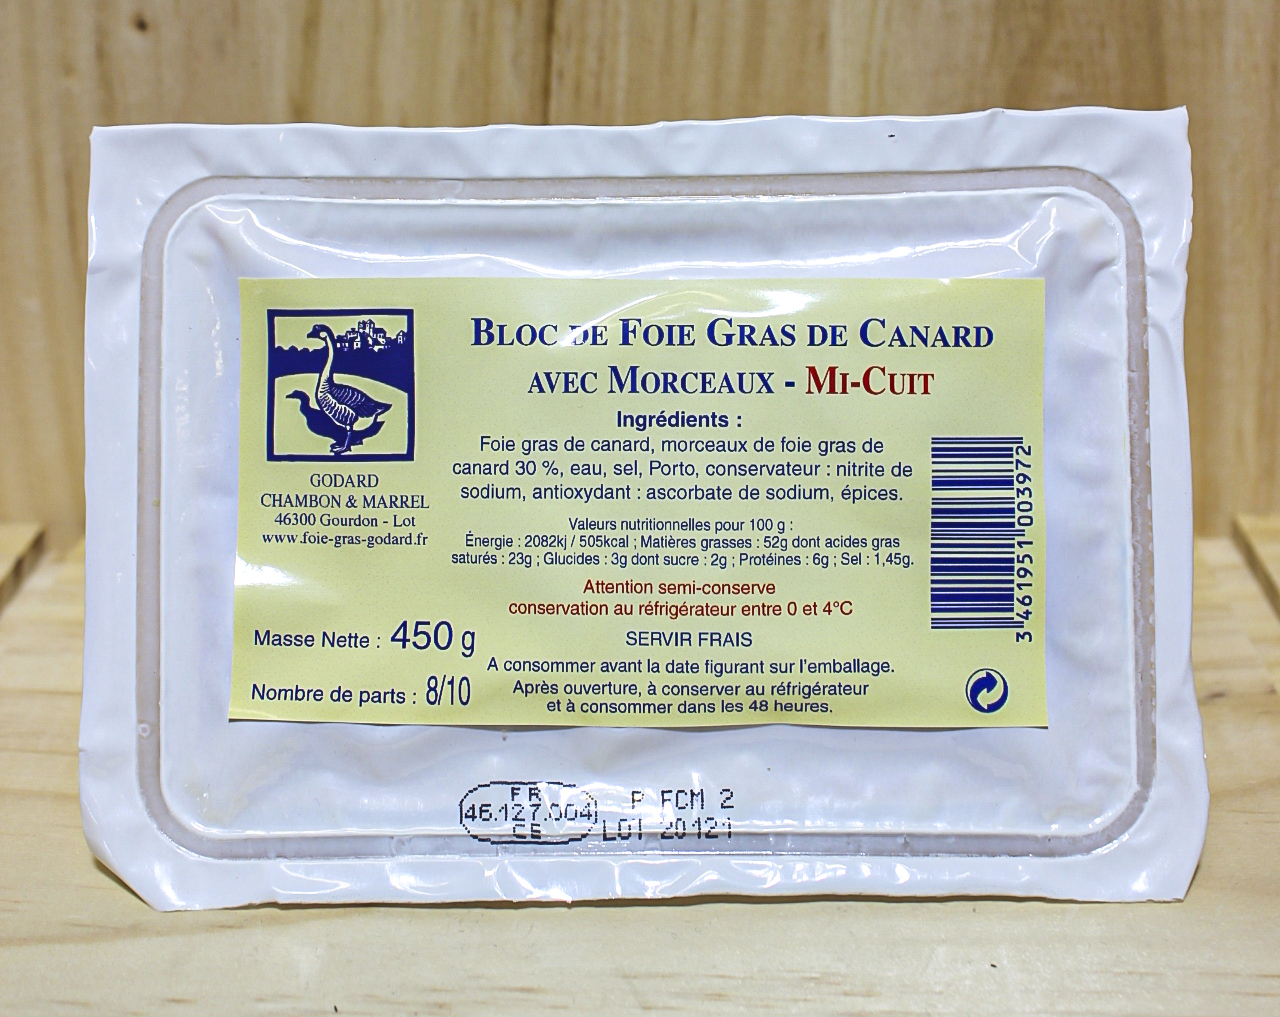 BLOC DE FOIE GRAS DE CANARD
AVEC MORCEAUX - MI-CUIT
Ingrédients :
Foie gras de canard, morceaux de foie gras de
canard 30 %, eau, sel, Porto, conservateur : nitrite de
sodium, antioxydant : ascorbate de sodium, épices.
Valeurs nutritionnelles pour 100 g :
Énergie : 2082kj / 505kcal ; Matières grasses : 52g dont acides gras
saturés : 23g ; Glucides : 3g dont sucre : 2g ; Protéines : 6g ; Sel : 1,45g.
Attention semi-conserve
conservation au réfrigérateur entre 0 et 4°C
SERVIR FRAIS
A consommer avant la date figurant sur l'emballage.
Après ouverture, à conserver au réfrigérateur
et à consommer dans les 48 heures.
GODARD
CHAMBON & MARREL
46300 Gourdon - Lot
www.foie-gras-godard.fr
Masse Nette : 450 g
Nombre de parts : 8/10
3 461951 003972
FR
46.127.004
CE
P FCM 2
LOT 20121